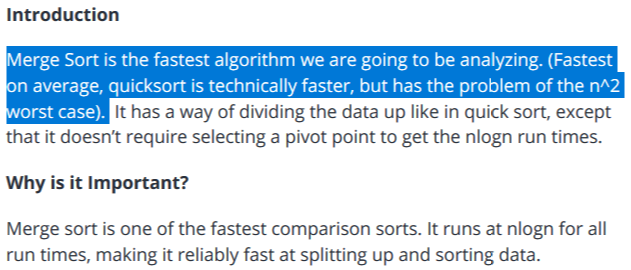 Introduction
Merge Sort is the fastest algorithm we are going to be analyzing. (Fastest
on average, quicksort is technically faster, but has the problem of the n^2
worst case). It has a way of dividing the data up like in quick sort, except
that it doesn’t require selecting a pivot point to get the nlogn run times.
Why is it Important?
Merge sort is one of the fastest comparison sorts. It runs at nlogn for all
run times, making it reliably fast at splitting up and sorting data.